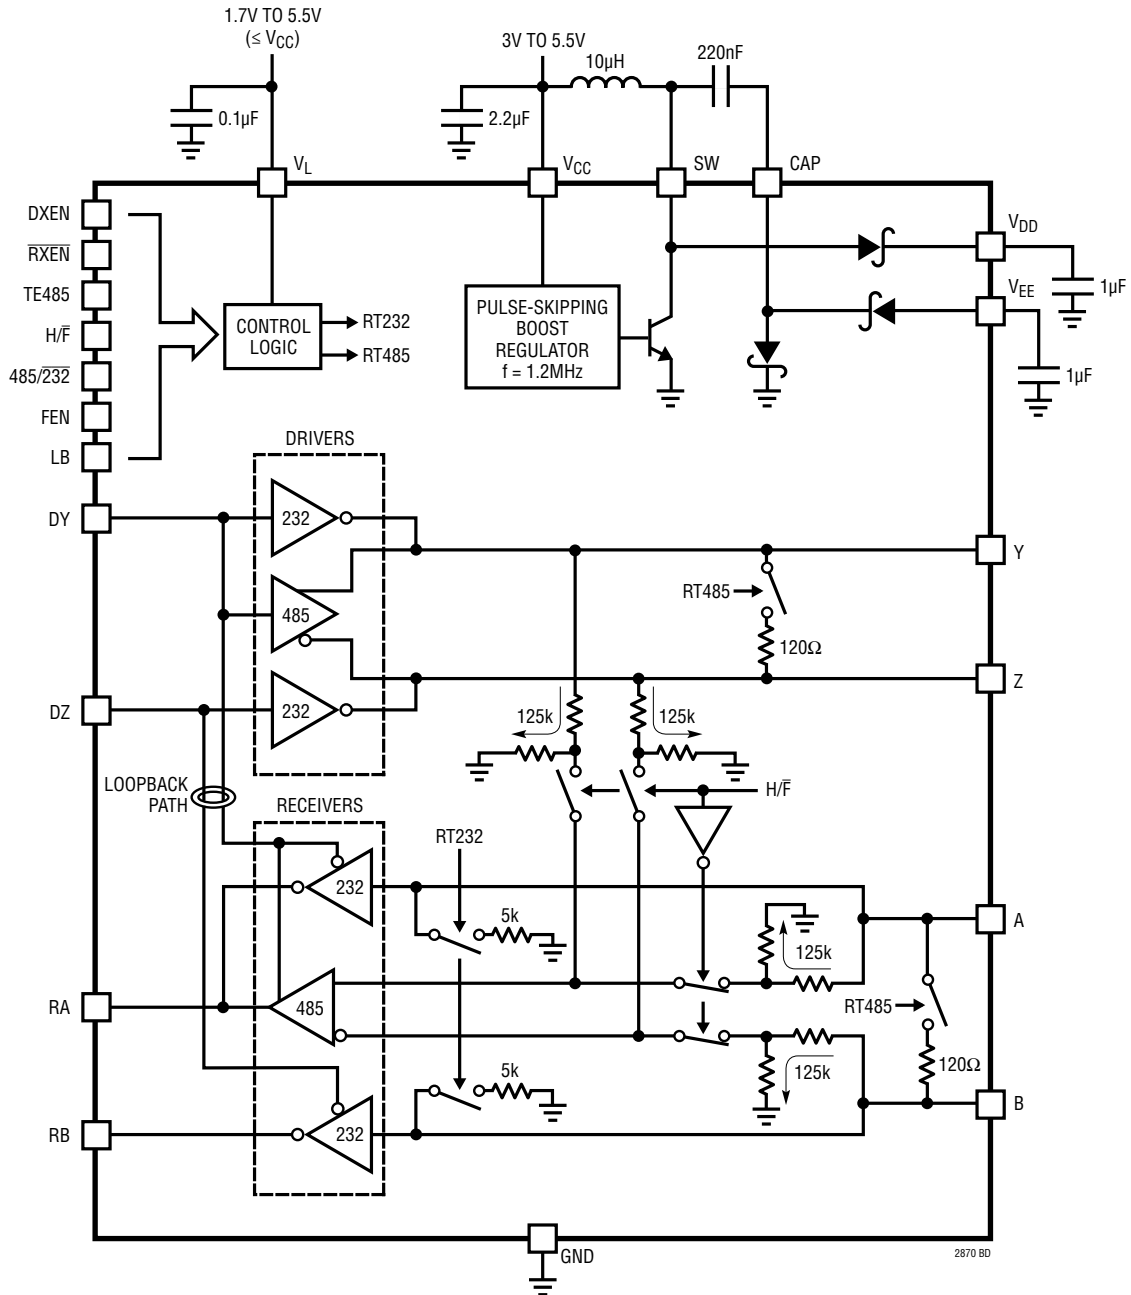 1.7V TO 5.5V
(≤ VCC)
3V TO 5.5V
10µH
220nF
0.1µF
2.2µF
VL
VCC
SW
CAP
DXEN
R̅X̅E̅N̅
TE485
H/F̅
485/2̅3̅2̅
FEN
LB
CONTROL
LOGIC
RT232
RT485
PULSE-SKIPPING
BOOST
REGULATOR
f = 1.2MHz
VDD
1µF
VEE
1µF
DRIVERS
DY
232
485
232
DZ
Y
RT485
120Ω
Z
125k
125k
H/F̅
LOOPBACK
PATH
RECEIVERS
RT232
232
5k
A
125k
RA
485
RT485
125k
120Ω
5k
B
RB
232
GND
2870 BD